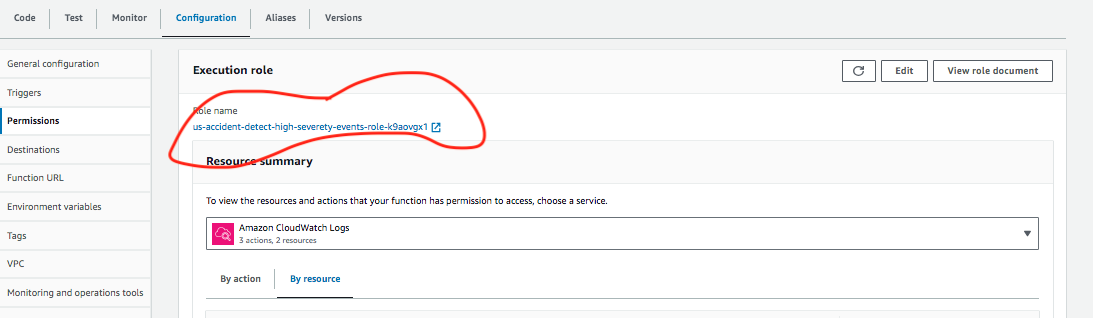 Code Test Monitor Configuration Aliases Versions
General configuration
Triggers
Permissions
Destinations
Function URL
Environment variables
Tags
VPC
Monitoring and operations tools
Execution role
Edit View role document
Role name
us-accident-detect-high-severety-events-role-k9aovgx1
Resource summary
To view the resources and actions that your function has permission to access, choose a service.
Amazon CloudWatch Logs
3 actions, 2 resources
By action By resource